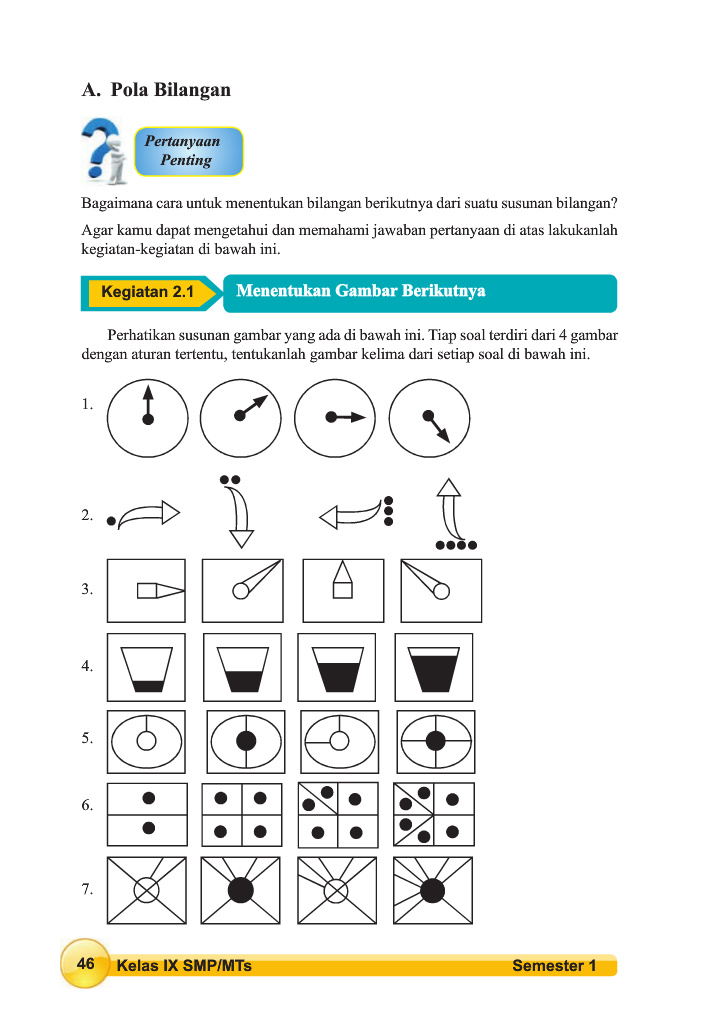 A. Pola Bilangan
Pertanyaan
Penting
Bagaimana cara untuk menentukan bilangan berikutnya dari suatu susunan bilangan?
Agar kamu dapat mengetahui dan memahami jawaban pertanyaan di atas lakukanlah
kegiatan-kegiatan di bawah ini.
Kegiatan 2.1
Menentukan Gambar Berikutnya
Perhatikan susunan gambar yang ada di bawah ini. Tiap soal terdiri dari 4 gambar
dengan aturan tertentu, tentukanlah gambar kelima dari setiap soal di bawah ini.
1.
2.
3.
4.
5.
6.
7.
46 Kelas IX SMP/MTs
Semester 1